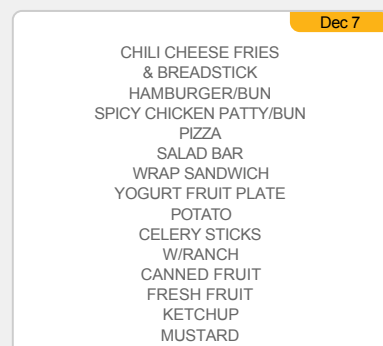 Dec 7
CHILI CHEESE FRIES
& BREADSTICK
HAMBURGER/BUN
SPICY CHICKEN PATTY/BUN
PIZZA
SALAD BAR
WRAP SANDWICH
YOGURT FRUIT PLATE
POTATO
CELERY STICKS
W/RANCH
CANNED FRUIT
FRESH FRUIT
KETCHUP
MUSTARD